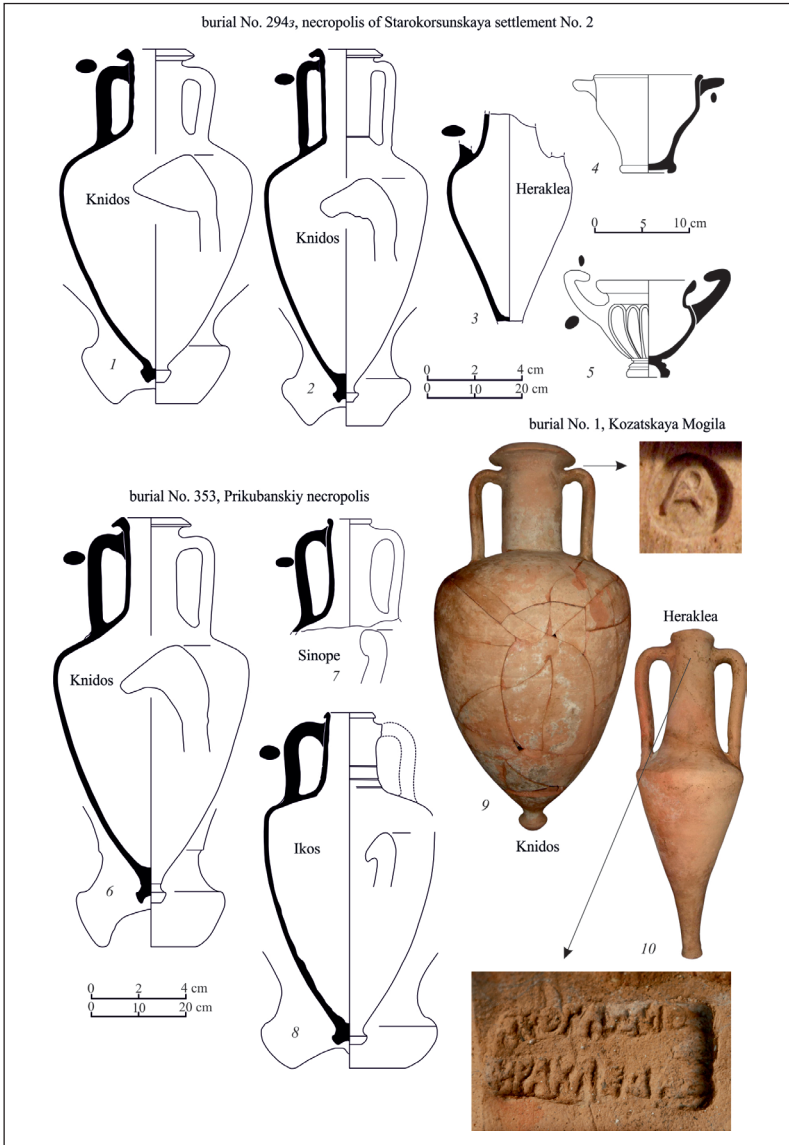 burial No. 294з, necropolis of Starokorsunskaya settlement No. 2
Knidos
1
Knidos
2
Heraklea
3
4
0 5 10 cm
5
0 2 4 cm
0 10 20 cm
burial No. 353, Prikubanskiy necropolis
Knidos
6
Sinope
7
Ikos
8
0 2 4 cm
0 10 20 cm
burial No. 1, Kozatskaya Mogila
A
9
Knidos
Heraklea
10